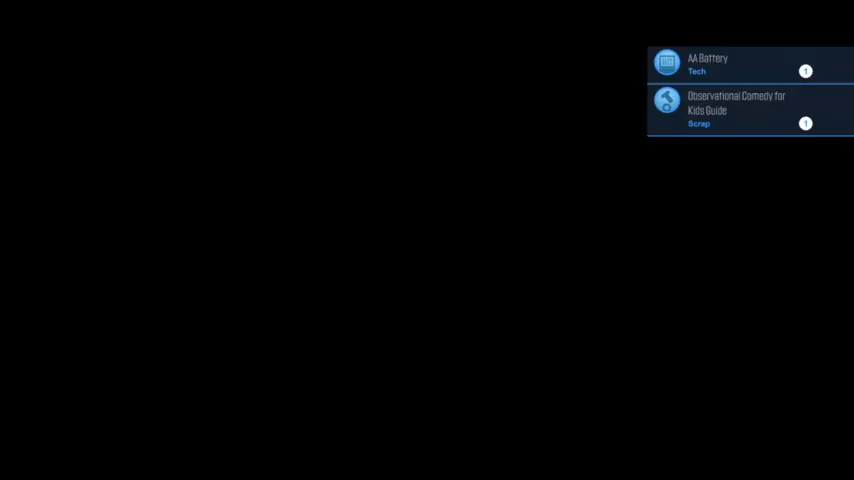 AA Battery
Tech
1
Observational Comedy for
Kids Guide
Scrap
1